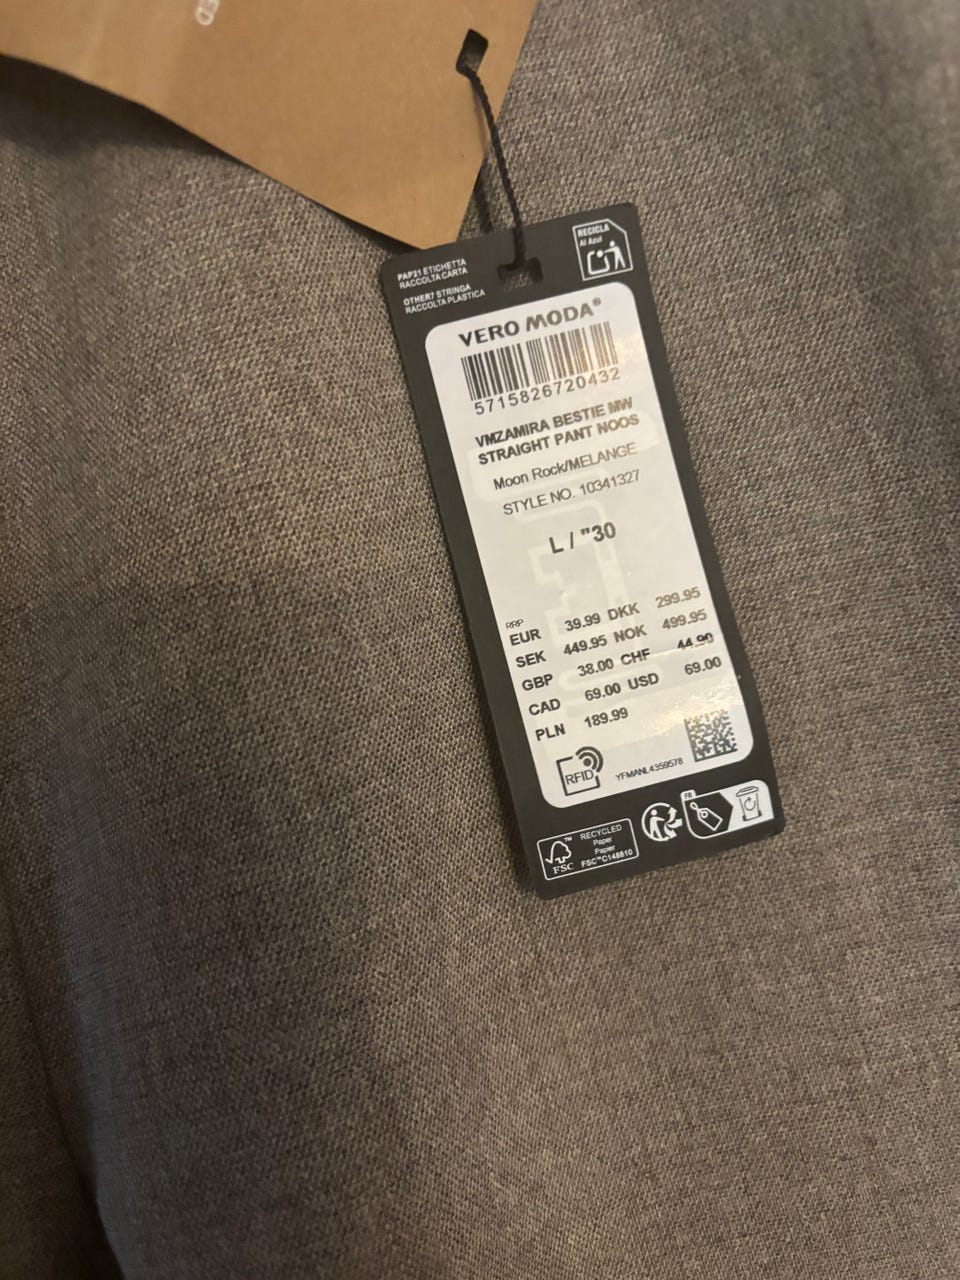 ED
PAP21 ETICHETTA
RACCOLTA CARTA
OTHER7 STRINGA
RACCOLTA PLASTICA
RECICLA
Al Azul
VERO MODA®
5715826720432
VMZAMIRA BESTIE MW
STRAIGHT PANT NOOS
Moon Rock/MELANGE
STYLE NO. 10341327
L / "30
RRP
EUR 39.99 DKK 299.95
SEK 449.95 NOK 499.95
GBP 38.00 CHF 44.90
CAD 69.00 USD 69.00
PLN 189.99
RFID
YFMANL4359578
FSC™
RECYCLED
Paper
Papier
FSC™C148810
FR